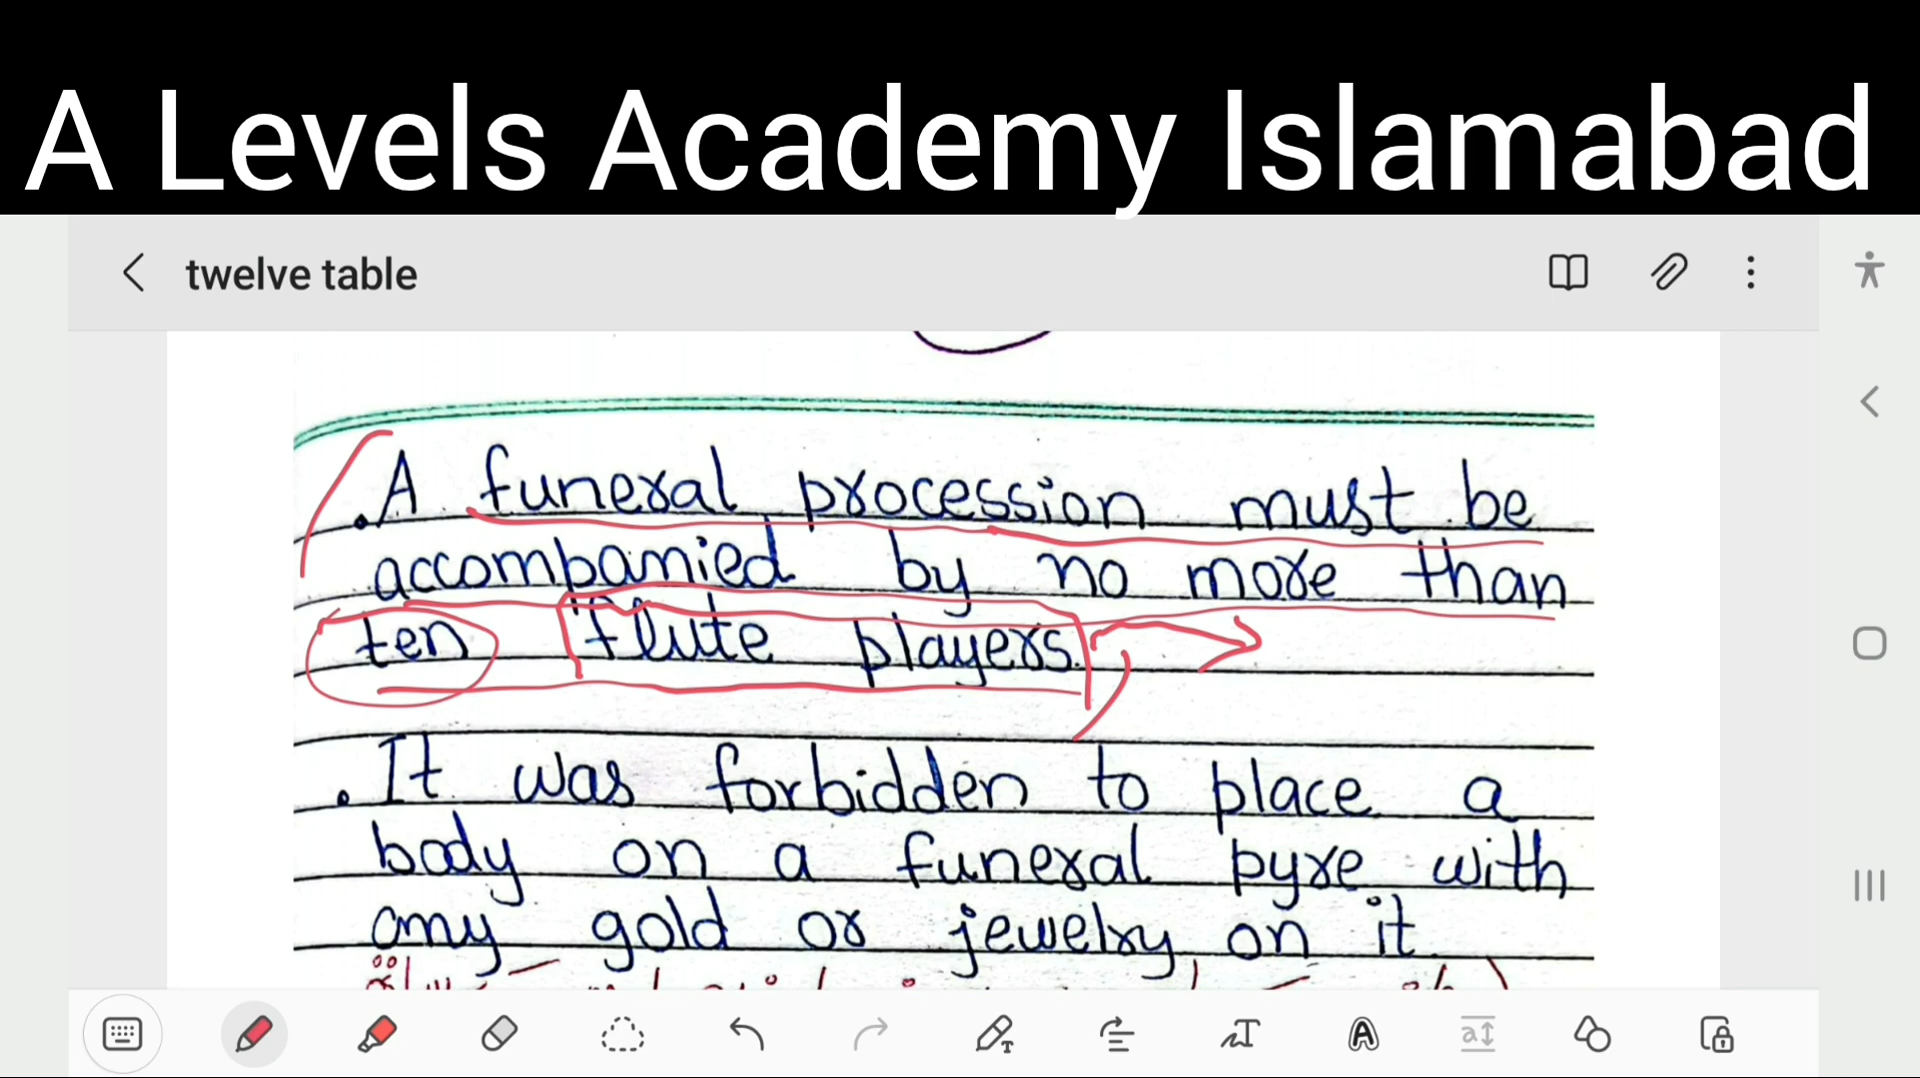 A Levels Academy Islamabad
twelve table
.A funeral procession must be
accompanied by no more than
ten flute players.
.It was forbidden to place a
body on a funeral pyre with
any gold or jewelry on it